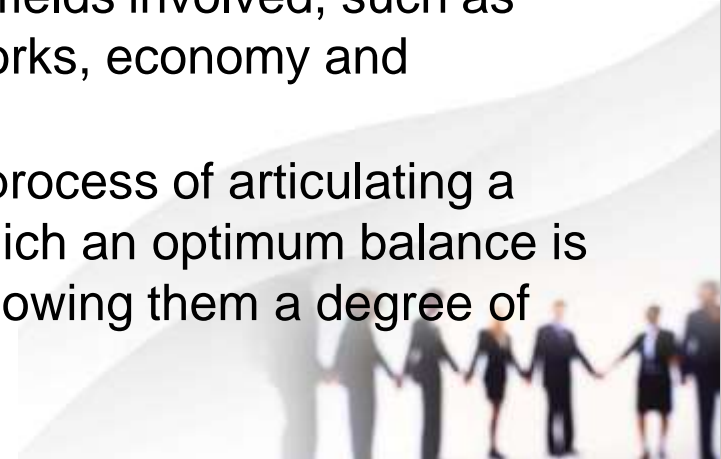 fields involved, such as
orks, economy and
process of articulating a
ich an optimum balance is
owing them a degree of